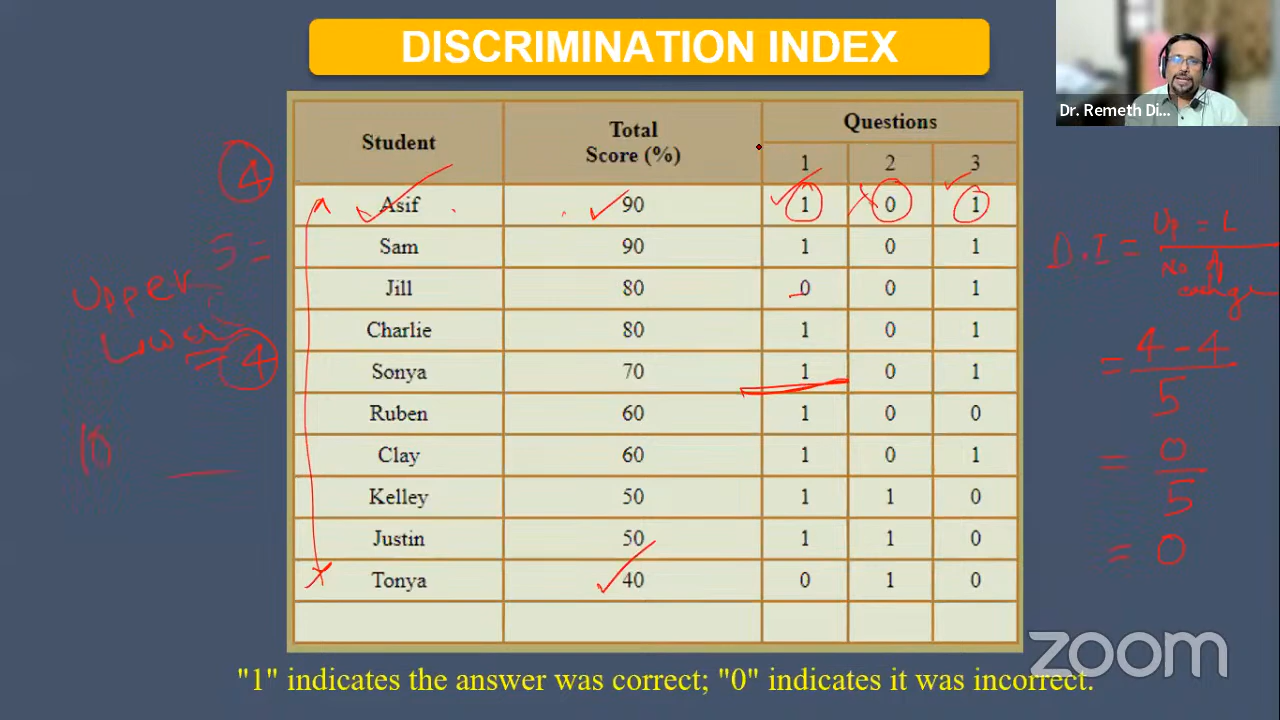 DISCRIMINATION INDEX
Dr. Remeth Di...
Student Total Score (%) Questions
1 2 3
Asif 90 1 0 1
Sam 90 1 0 1
Jill 80 0 0 1
Charlie 80 1 0 1
Sonya 70 1 0 1
Ruben 60 1 0 0
Clay 60 1 0 1
Kelley 50 1 1 0
Justin 50 1 1 0
Tonya 40 0 1 0
"1" indicates the answer was correct; "0" indicates it was incorrect.
zoom
4
5 =
Upper
Lower
= 4
10
D.I = Up = L
No of
= 4 - 4
5
= 0
5
= 0